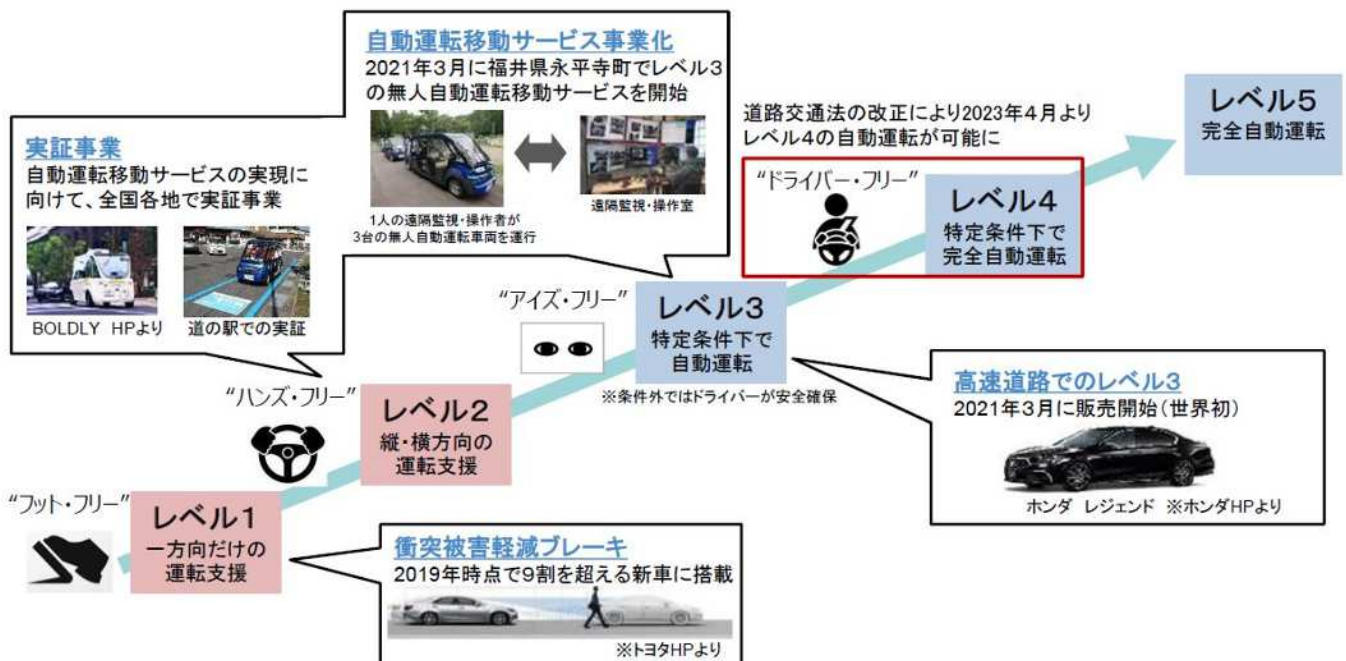 自動運転移動サービス事業化
2021年3月に福井県永平寺町でレベル3
の無人自動運転移動サービスを開始
1人の遠隔監視・操作者が
3台の無人自動運転車両を運行
遠隔監視・操作室
実証事業
自動運転移動サービスの実現に
向けて、全国各地で実証事業
BOLDLY HPより
道の駅での実証
道路交通法の改正により2023年4月より
レベル4の自動運転が可能に
レベル5
完全自動運転
“ドライバー・フリー”
レベル4
特定条件下で
完全自動運転
“アイズ・フリー”
レベル3
特定条件下で
自動運転
※条件外ではドライバーが安全確保
高速道路でのレベル3
2021年3月に販売開始(世界初)
ホンダ レジェンド ※ホンダHPより
“ハンズ・フリー”
レベル2
縦・横方向の
運転支援
“フット・フリー”
レベル1
一方向だけの
運転支援
衝突被害軽減ブレーキ
2019年時点で9割を超える新車に搭載
※トヨタHPより